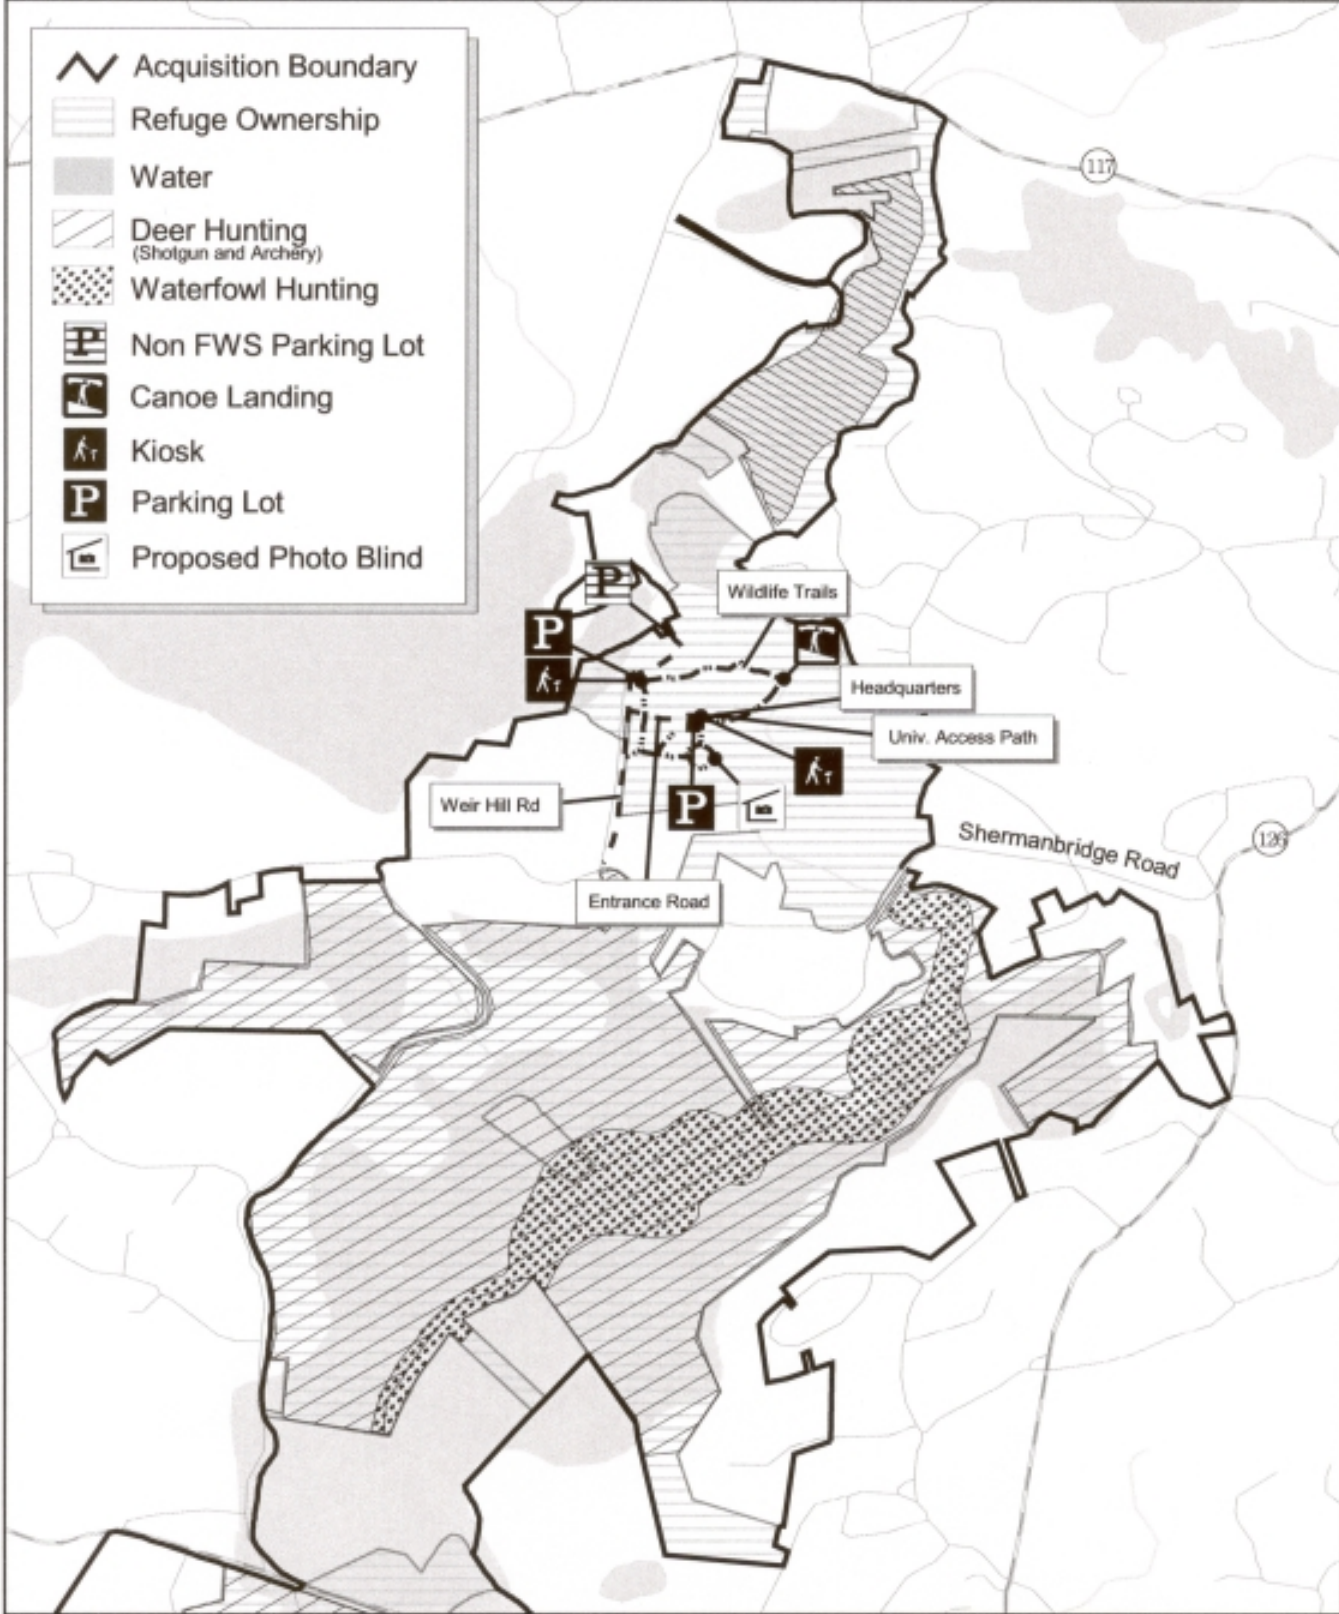 Acquisition Boundary
Refuge Ownership
Water
Deer Hunting
(Shotgun and Archery)
Waterfowl Hunting
P
Non FWS Parking Lot
Canoe Landing
Kiosk
P
Parking Lot
Proposed Photo Blind
117
P
Wildlife Trails
P
Headquarters
Univ. Access Path
Weir Hill Rd
P
Shermanbridge Road
126
Entrance Road